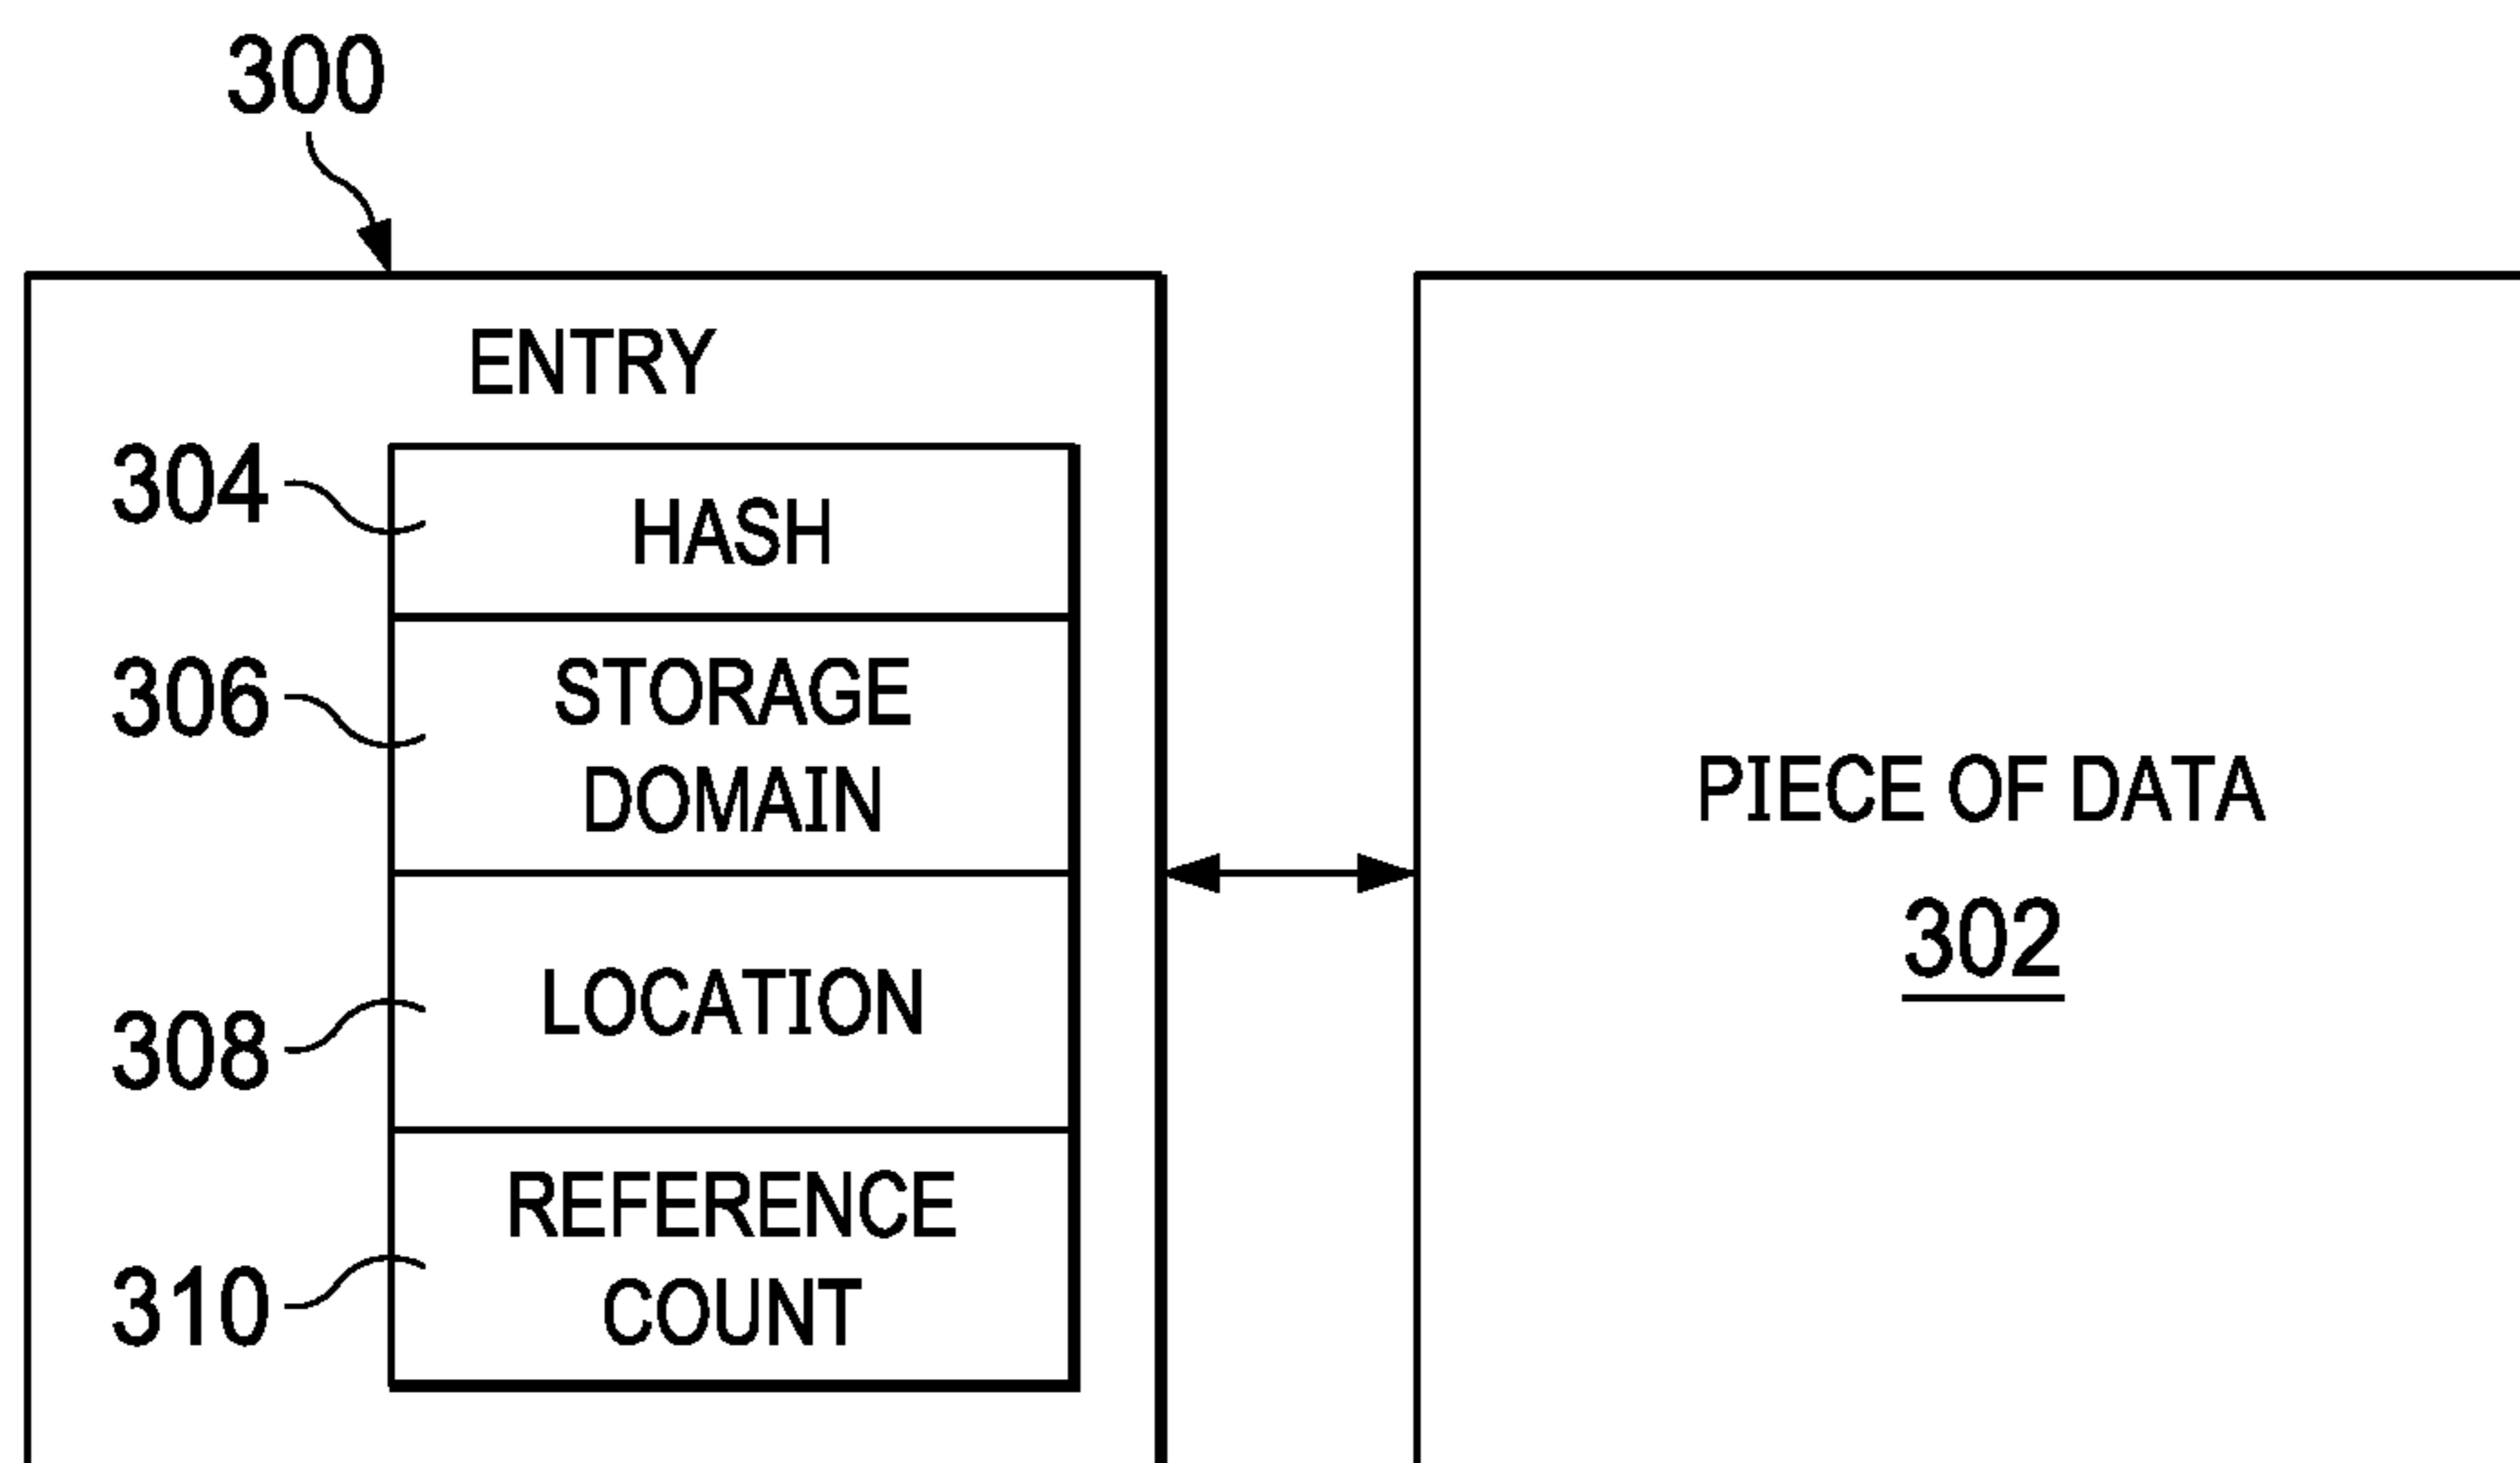 300
ENTRY
304
HASH
306
STORAGE
DOMAIN
308
LOCATION
310
REFERENCE
COUNT
PIECE OF DATA
302